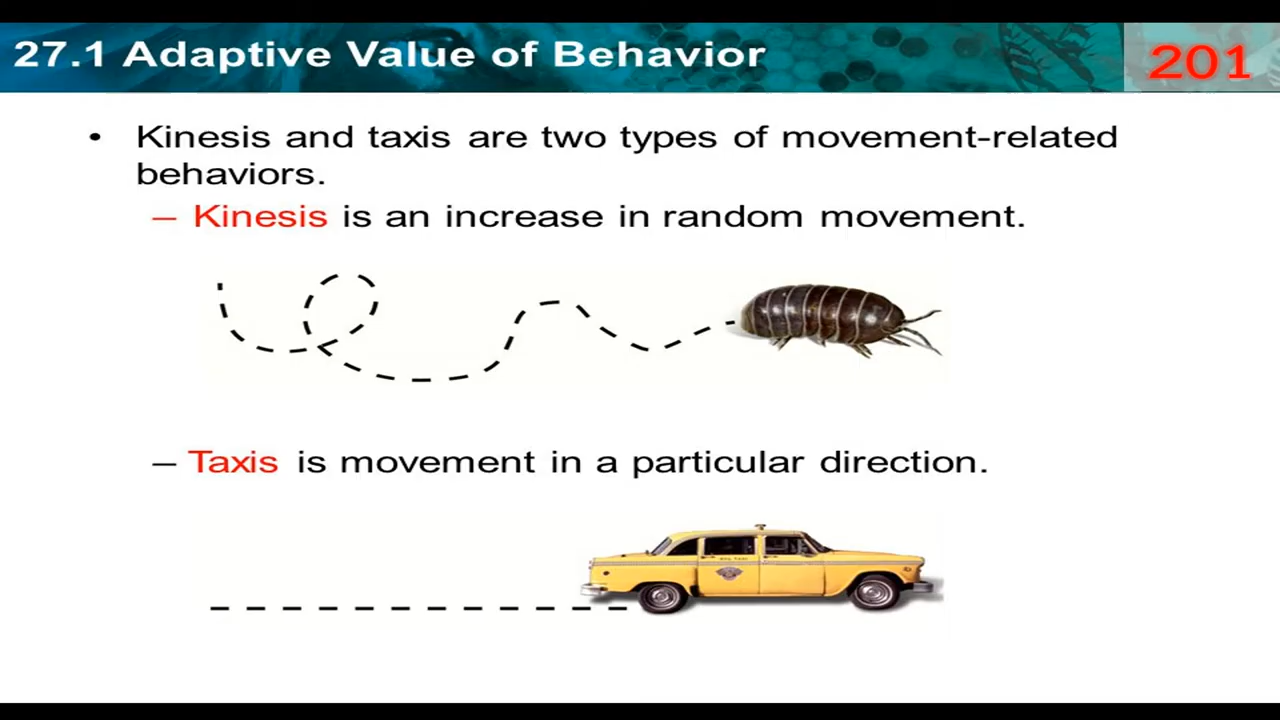 27.1 Adaptive Value of Behavior
201
• Kinesis and taxis are two types of movement-related
behaviors.
– Kinesis is an increase in random movement.
– Taxis is movement in a particular direction.